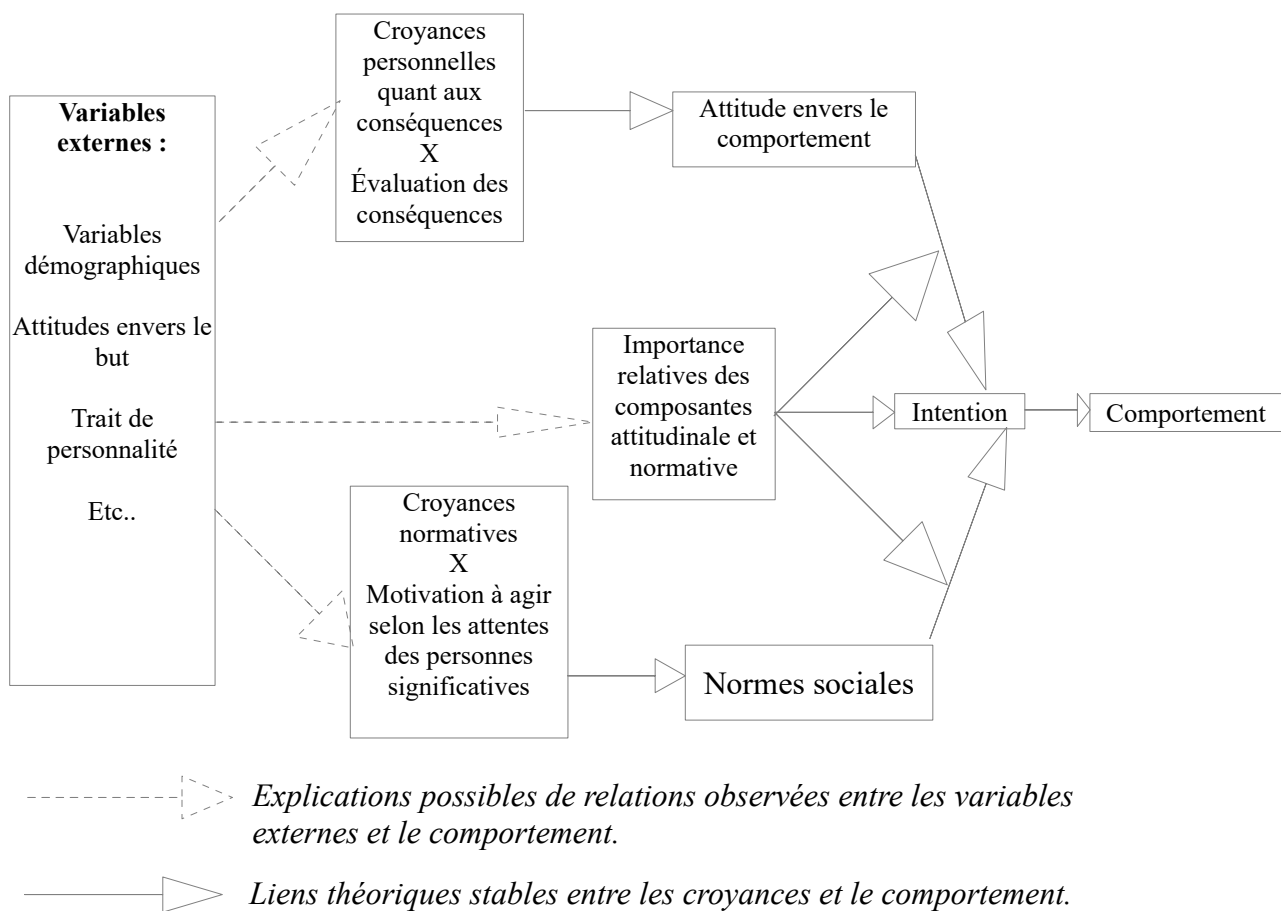 Variables
externes :
Variables
démographiques
Attitudes envers le
but
Trait de
personnalité
Etc..
Croyances
personnelles
quant aux
conséquences
X
Évaluation des
conséquences
Attitude envers le
comportement
Importance
relatives des
composantes
attitudinale et
normative
Intention
Comportement
Croyances
normatives
X
Motivation à agir
selon les attentes
des personnes
significatives
Normes sociales
Explications possibles de relations observées entre les variables
externes et le comportement.
Liens théoriques stables entre les croyances et le comportement.